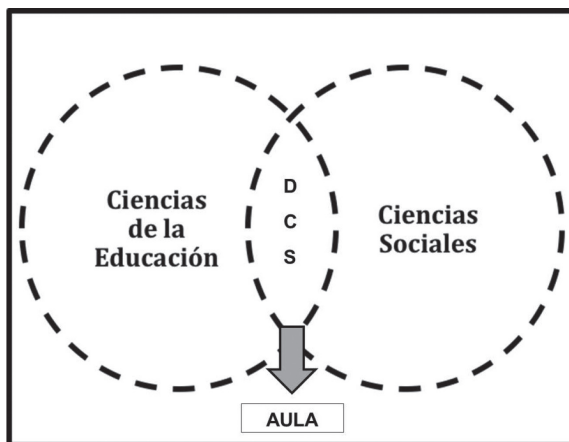 Ciencias
de la
Educación
D
C
S
Ciencias
Sociales
AULA